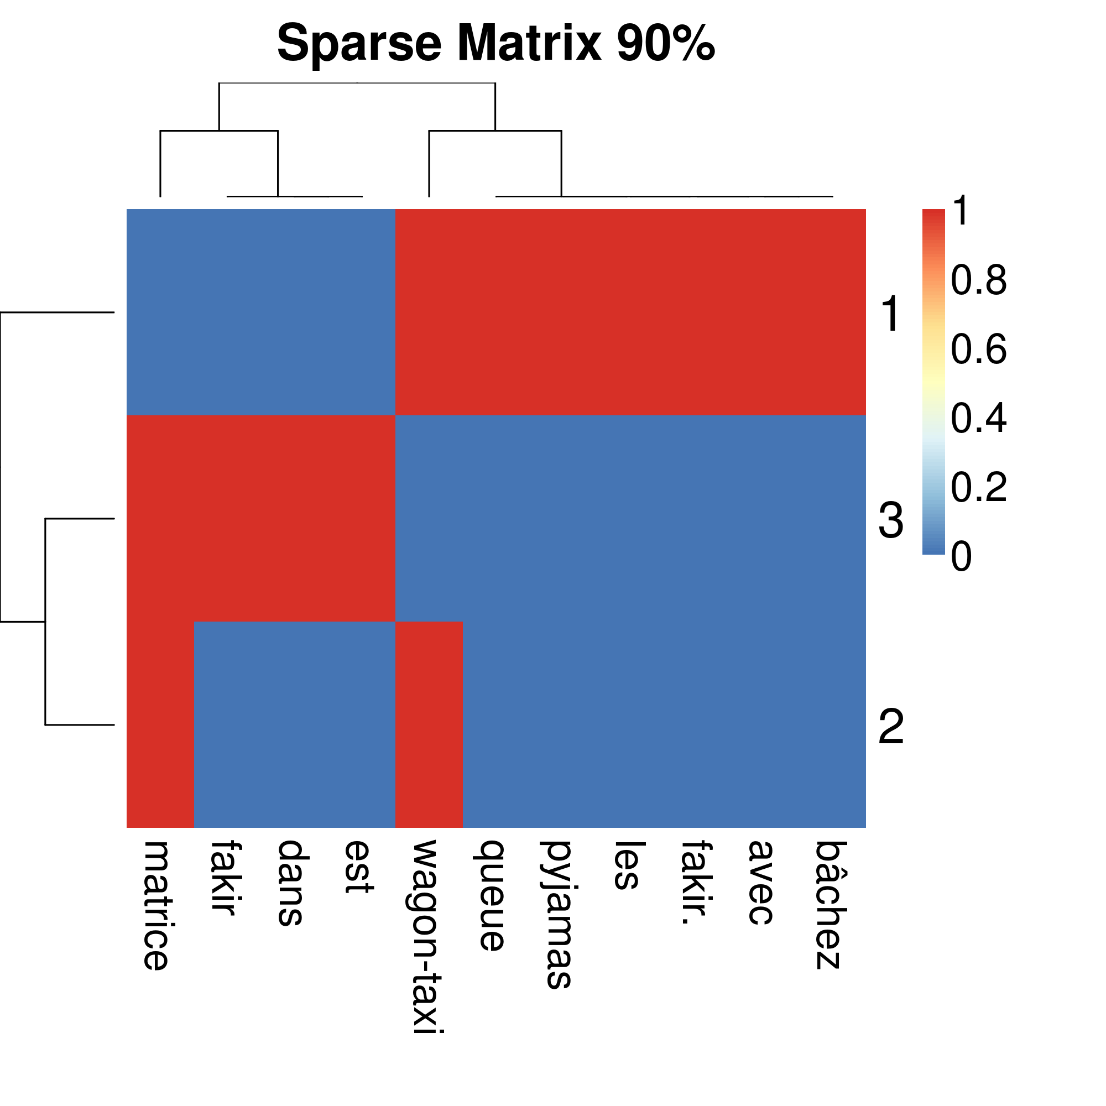 Sparse Matrix 90%
1
0.8
0.6
0.4
0.2
0
1
3
2
matrice
fakir
dans
est
wagon-taxi
queue
pyjamas
les
fakir.
avec
bâchez